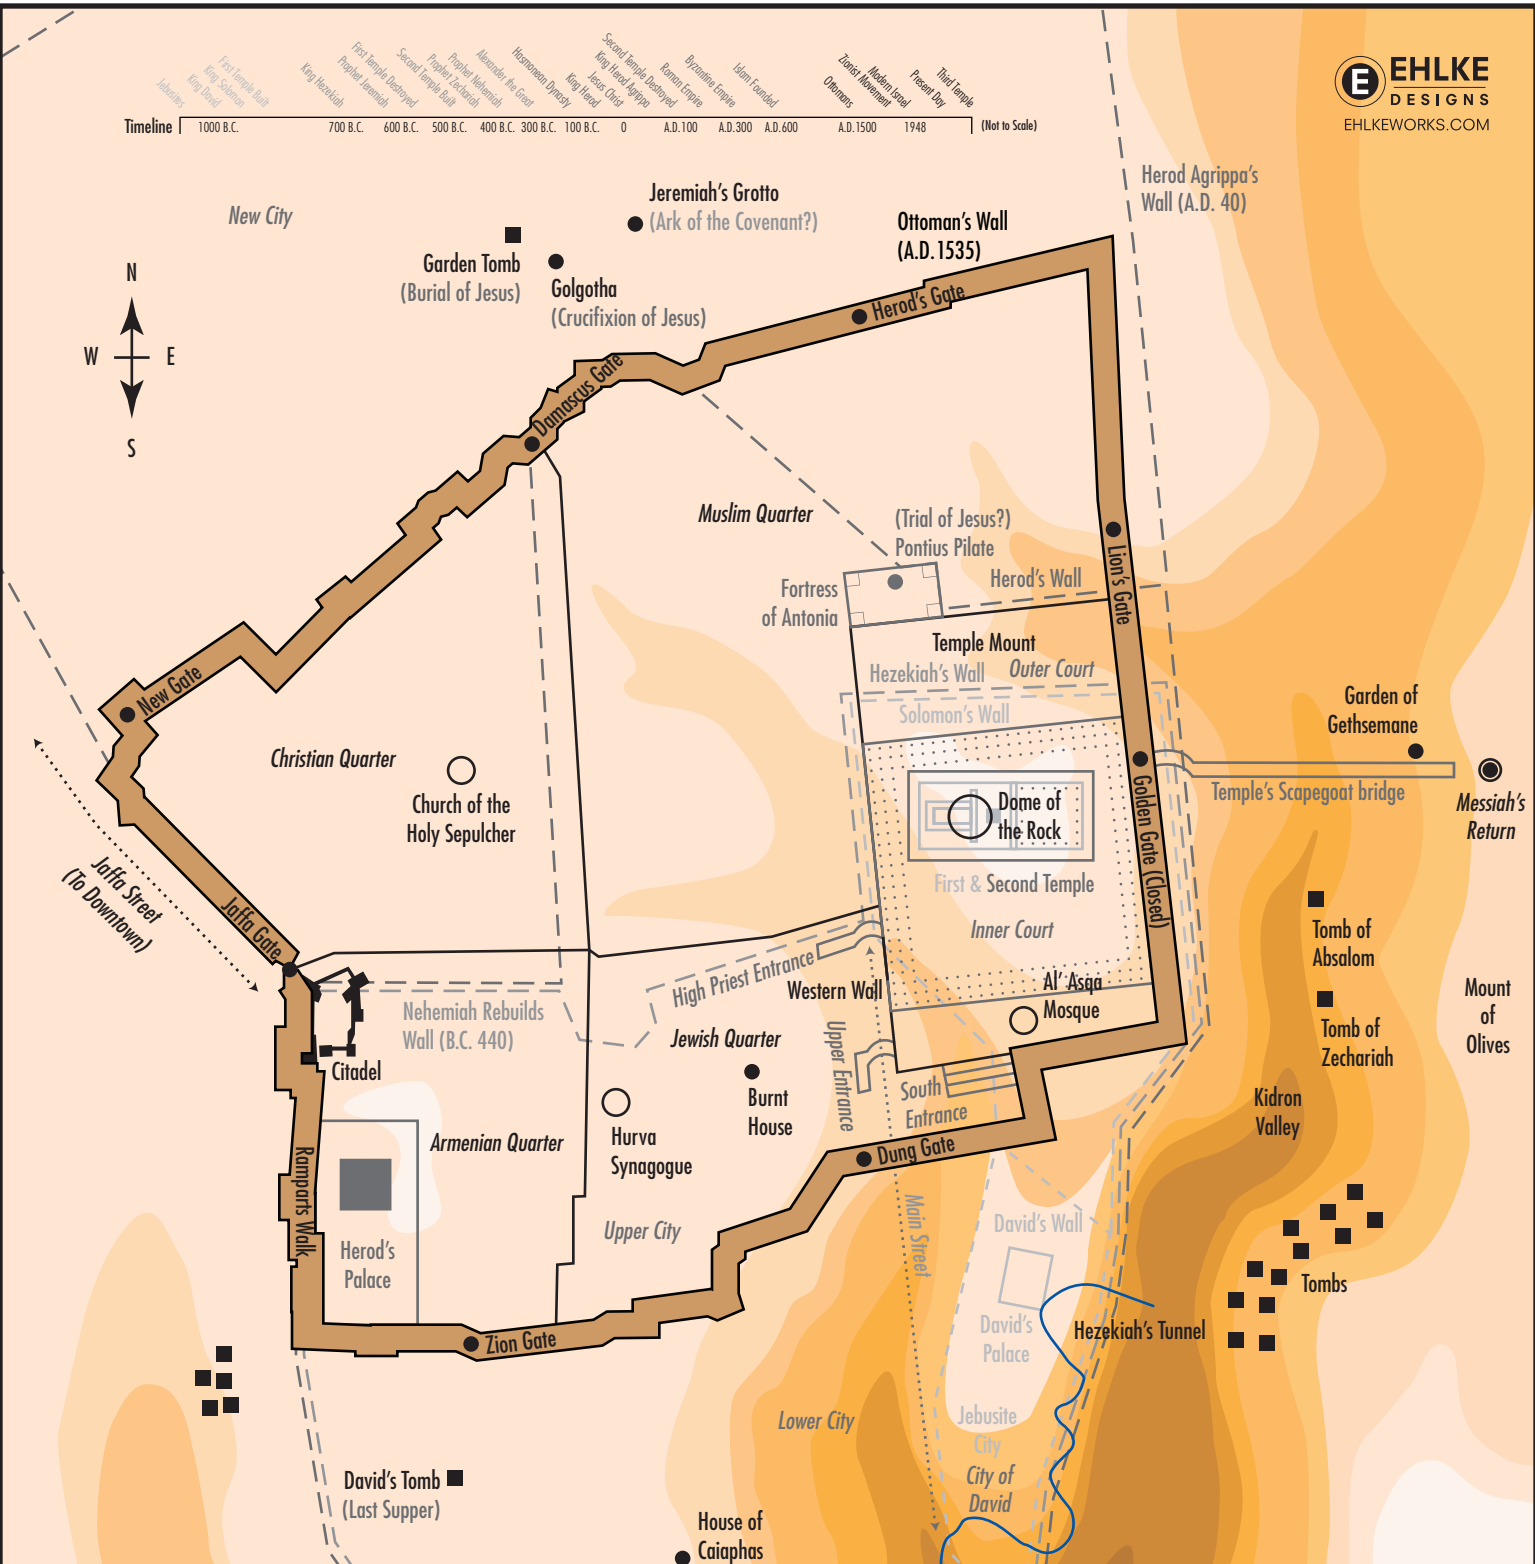 Jebusites
King David
King Solomon
First Temple Built
King Hezekiah
Prophet Jeremiah
First Temple Destroyed
Second Temple Built
Prophet Zechariah
Prophet Nehemiah
Alexander the Great
Hasmonean Dynasty
King Herod
Jesus Christ
King Herod Agrippa
Second Temple Destroyed
Roman Empire
Byzantine Empire
Islam Founded
Ottomans
Zionist Movement
Modern Israel
Present Day
Third Temple
Timeline
1000 B.C.
700 B.C.
600 B.C.
500 B.C.
400 B.C.
300 B.C.
100 B.C.
0
A.D.100
A.D.300
A.D.600
A.D.1500
1948
(Not to Scale)
E
EHLKE
DESIGNS
EHLKEWORKS.COM
Herod Agrippa's
Wall (A.D. 40)
New City
Jeremiah's Grotto
(Ark of the Covenant?)
Ottoman's Wall
(A.D.1535)
Garden Tomb
(Burial of Jesus)
Golgotha
(Crucifixion of Jesus)
N
W
E
S
Herod's Gate
Damascus Gate
Muslim Quarter
(Trial of Jesus?)
Pontius Pilate
Fortress
of Antonia
Herod's Wall
Lion's Gate
Temple Mount
Hezekiah's Wall
Outer Court
Solomon's Wall
New Gate
Christian Quarter
Church of the
Holy Sepulcher
Garden of
Gethsemane
Temple's Scapegoat bridge
Messiah's
Return
Golden Gate (Closed)
Dome of
the Rock
First & Second Temple
Inner Court
Jaffa Street
(To Downtown)
Jaffa Gate
Tomb of
Absalom
High Priest Entrance
Western Wall
Al' Asqa
Mosque
Nehemiah Rebuilds
Wall (B.C. 440)
Jewish Quarter
Upper Entrance
Tomb of
Zechariah
Mount
of
Olives
Citadel
Burnt
House
South
Entrance
Kidron
Valley
Armenian Quarter
Hurva
Synagogue
Dung Gate
Ramparts Walk
Upper City
Main Street
David's Wall
Herod's
Palace
Tombs
David's
Palace
Hezekiah's Tunnel
Zion Gate
Lower City
Jebusite
City
City of
David
David's Tomb
(Last Supper)
House of
Caiaphas